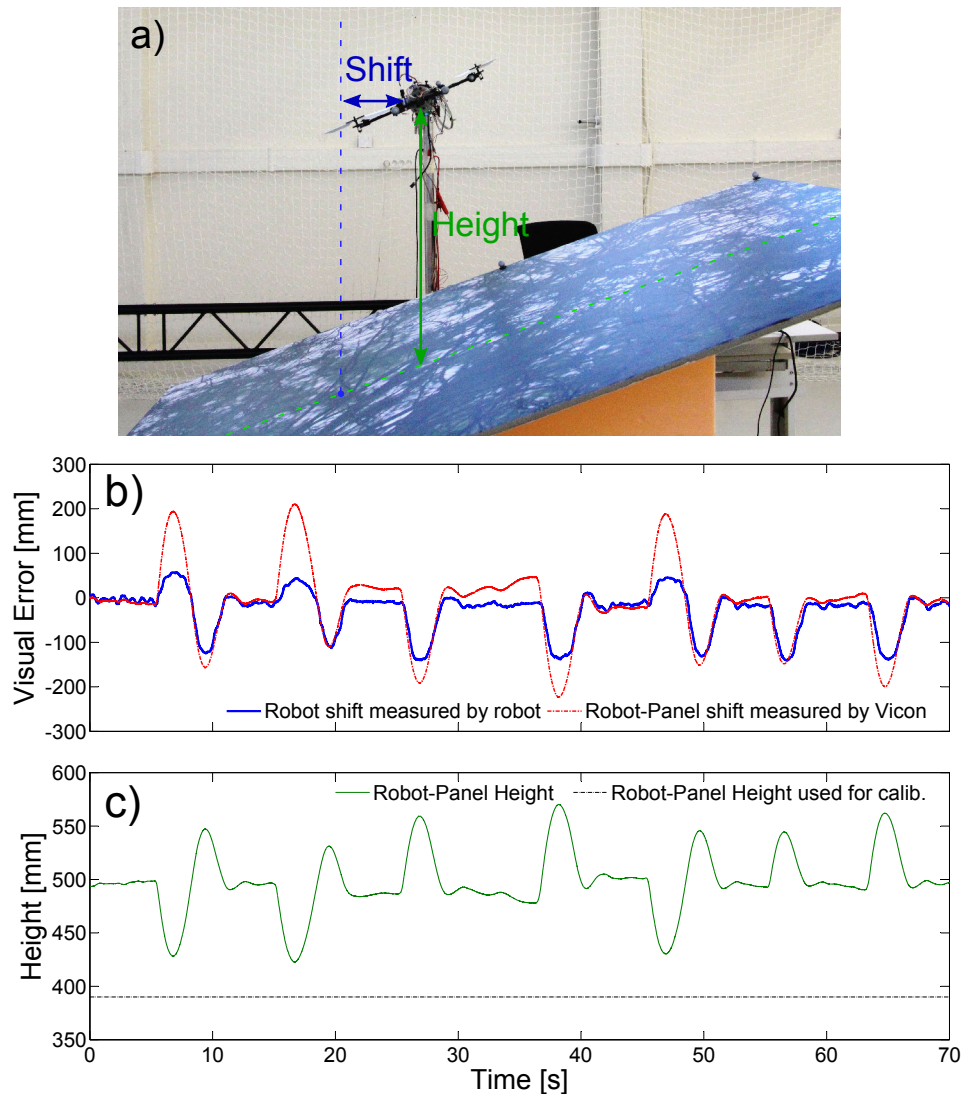 a)
Shift
Height
b)
Visual Error [mm]
300
200
100
0
-100
-200
-300
Robot shift measured by robot
Robot-Panel shift measured by Vicon
c)
Height [mm]
600
550
500
450
400
350
Robot-Panel Height
Robot-Panel Height used for calib.
0 10 20 30 40 50 60 70
Time [s]